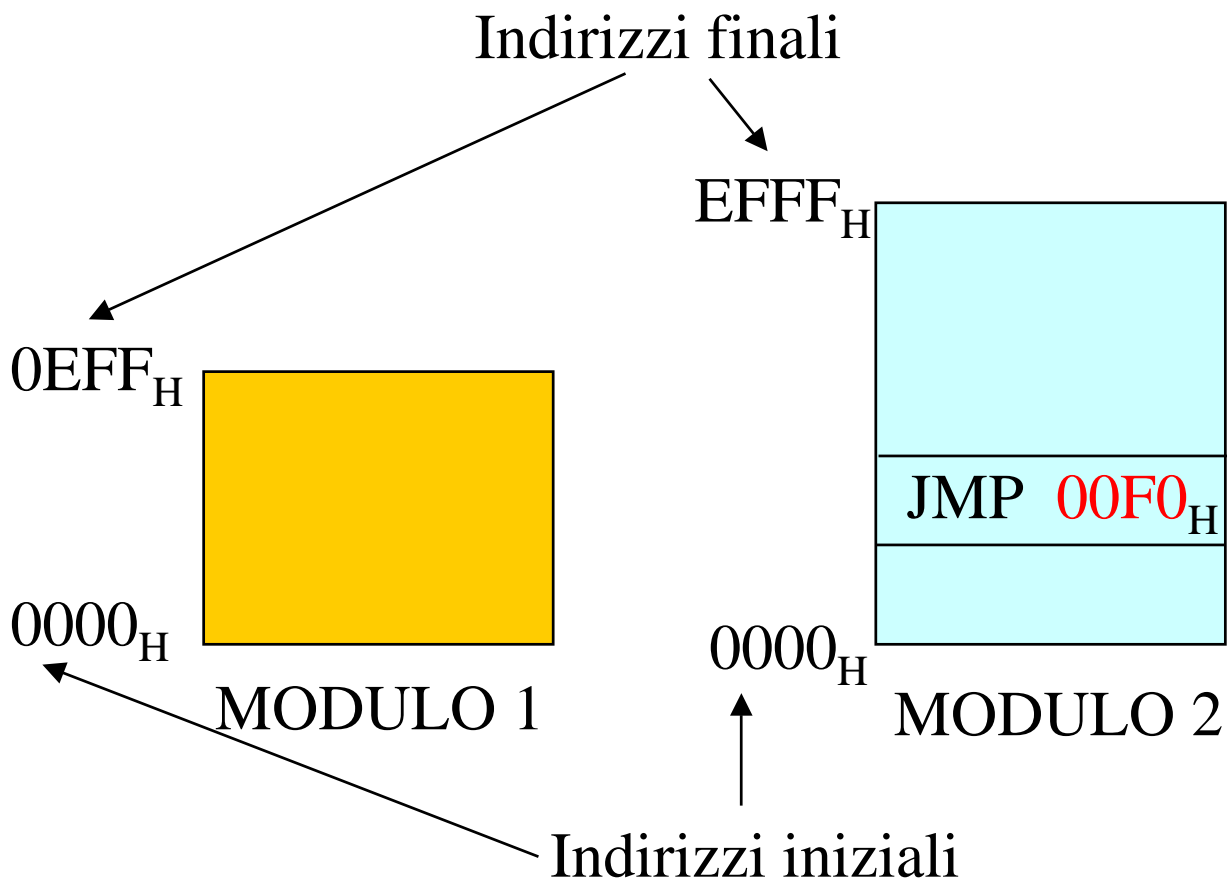 Indirizzi finali
EFFFH
0EFFH
JMP 00F0H
0000H
0000H
MODULO 1
MODULO 2
Indirizzi iniziali